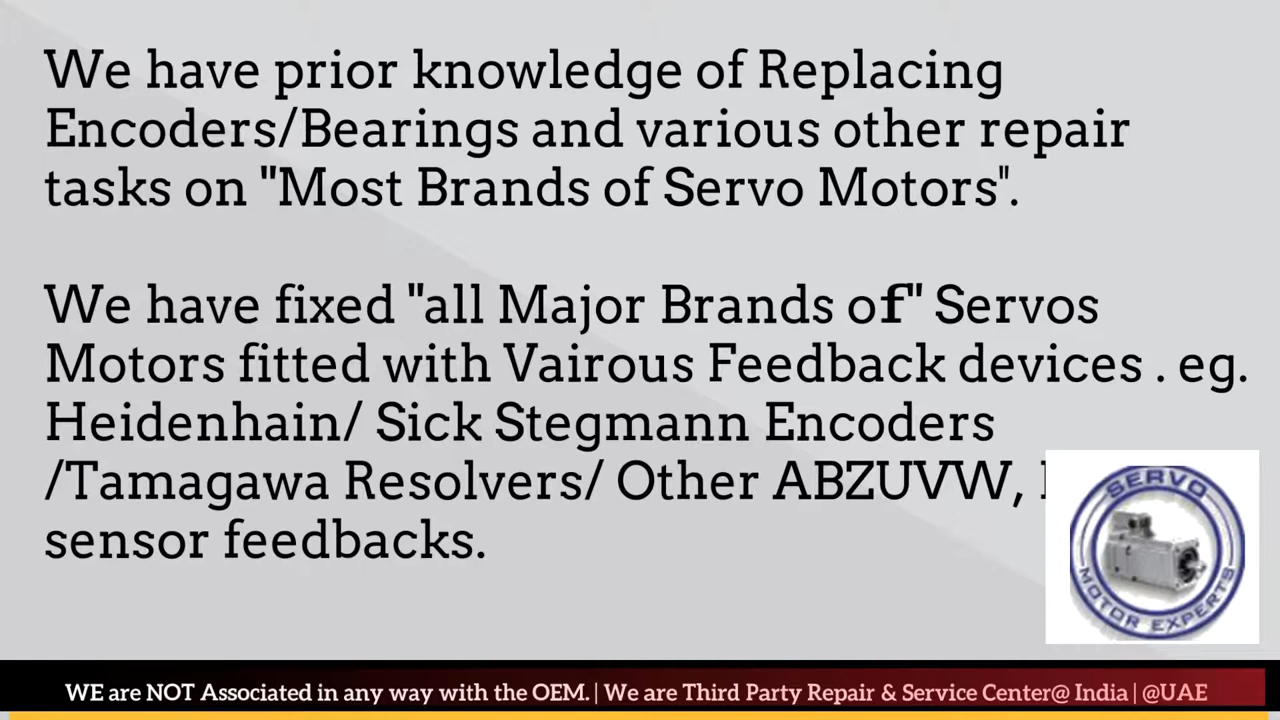 We have prior knowledge of Replacing
Encoders/Bearings and various other repair
tasks on "Most Brands of Servo Motors".
We have fixed "all Major Brands of" Servos
Motors fitted with Vairous Feedback devices . eg.
Heidenhain/ Sick Stegmann Encoders
/Tamagawa Resolvers/ Other ABZUVW,
sensor feedbacks.
SERVO
MOTOR EXPERTS
WE are NOT Associated in any way with the OEM. | We are Third Party Repair & Service Center@ India | @UAE